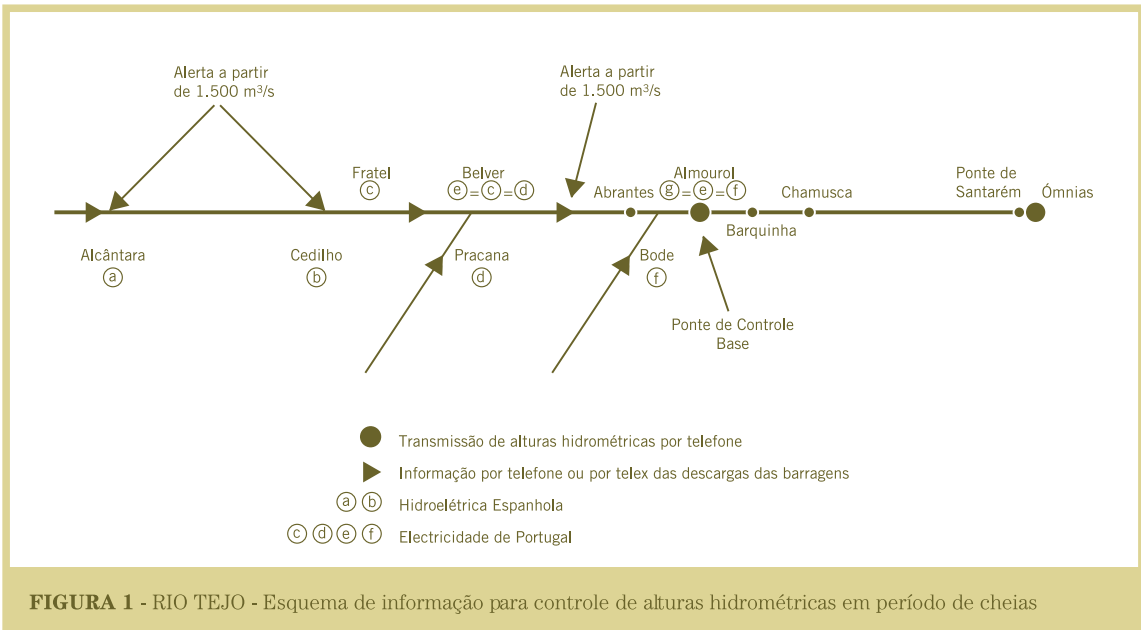 Alerta a partir
de 1.500 m³/s
Alerta a partir
de 1.500 m³/s
Fratel
c
Belver
e = c = d
Abrantes
Almourol
g = e = f
Chamusca
Ponte de
Santarém
Ómnias
Barquinha
Alcântara
a
Cedilho
b
Pracana
d
Bode
f
Ponte de Controle
Base
Transmissão de alturas hidrométricas por telefone
Informação por telefone ou por telex das descargas das barragens
a b Hidroelétrica Espanhola
c d e f Electricidade de Portugal
FIGURA 1 - RIO TEJO - Esquema de informação para controle de alturas hidrométricas em período de cheias